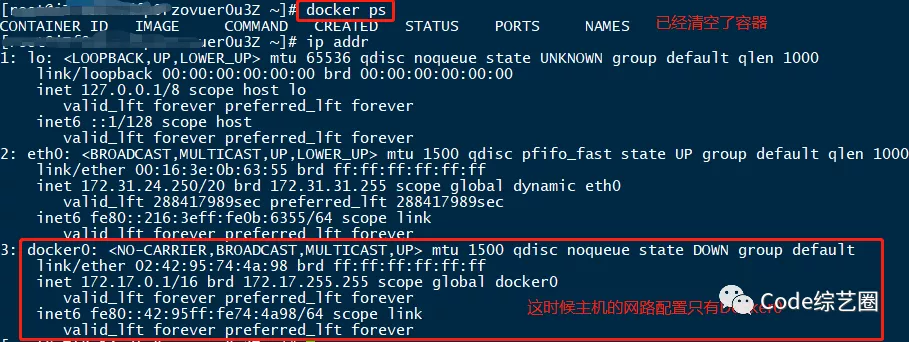 ~]# docker ps
CONTAINER ID IMAGE COMMAND CREATED STATUS PORTS NAMES
已经清空了容器
~]# ip addr
1: lo: <LOOPBACK,UP,LOWER_UP> mtu 65536 qdisc noqueue state UNKNOWN group default qlen 1000
link/loopback 00:00:00:00:00:00 brd 00:00:00:00:00:00
inet 127.0.0.1/8 scope host lo
valid_lft forever preferred_lft forever
inet6 ::1/128 scope host
valid_lft forever preferred_lft forever
2: eth0: <BROADCAST,MULTICAST,UP,LOWER_UP> mtu 1500 qdisc pfifo_fast state UP group default qlen 1000
link/ether 00:16:3e:0b:63:55 brd ff:ff:ff:ff:ff:ff
inet 172.31.24.250/20 brd 172.31.31.255 scope global dynamic eth0
valid_lft 288417989sec preferred_lft 288417989sec
inet6 fe80::216:3eff:fe0b:6355/64 scope link
valid_lft forever preferred_lft forever
3: docker0: <NO-CARRIER,BROADCAST,MULTICAST,UP> mtu 1500 qdisc noqueue state DOWN group default
link/ether 02:42:95:74:4a:98 brd ff:ff:ff:ff:ff:ff
inet 172.17.0.1/16 brd 172.17.255.255 scope global docker0
valid_lft forever preferred_lft forever
这时候主机的网路配置只有Docker0
Code综艺圈
inet6 fe80::42:95ff:fe74:4a98/64 scope link
valid_lft forever preferred_lft forever